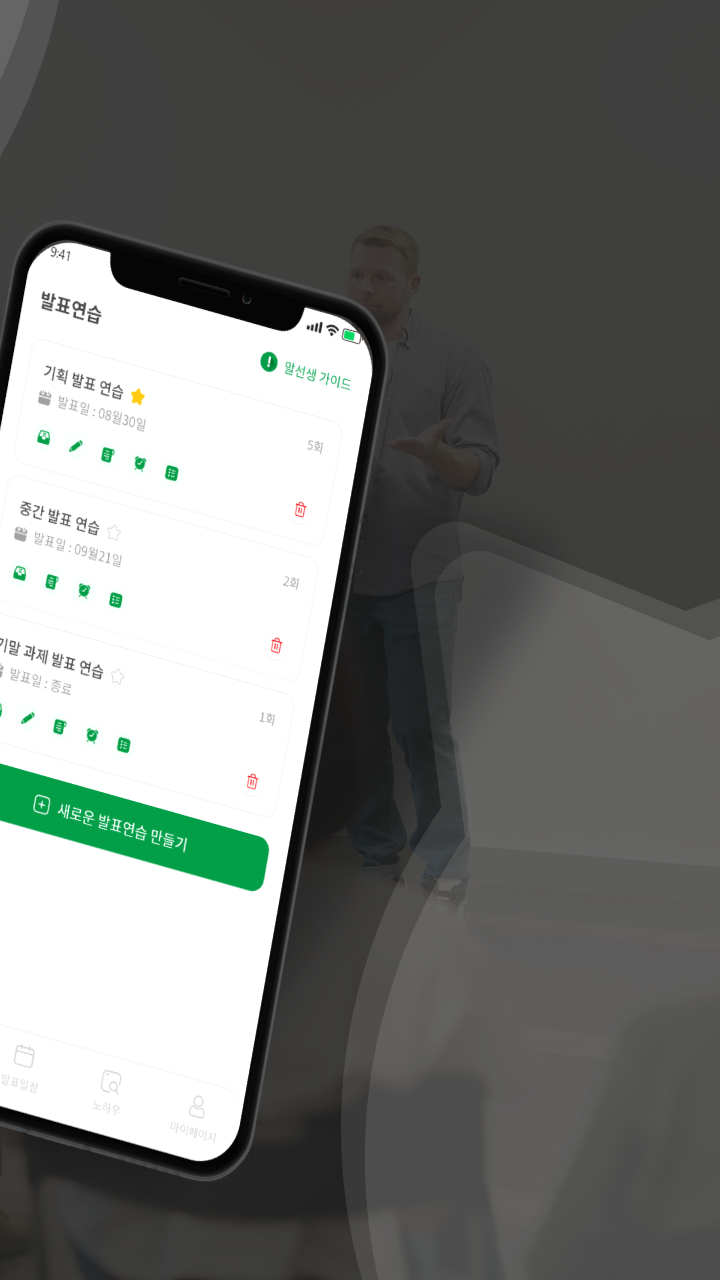 9:41
발표연습
말선생 가이드
기획 발표 연습
발표일 : 08월30일
5회
중간 발표 연습
발표일 : 09월21일
2회
기말 과제 발표 연습
발표일 : 종료
1회
새로운 발표연습 만들기
발표일정
노하우
마이페이지